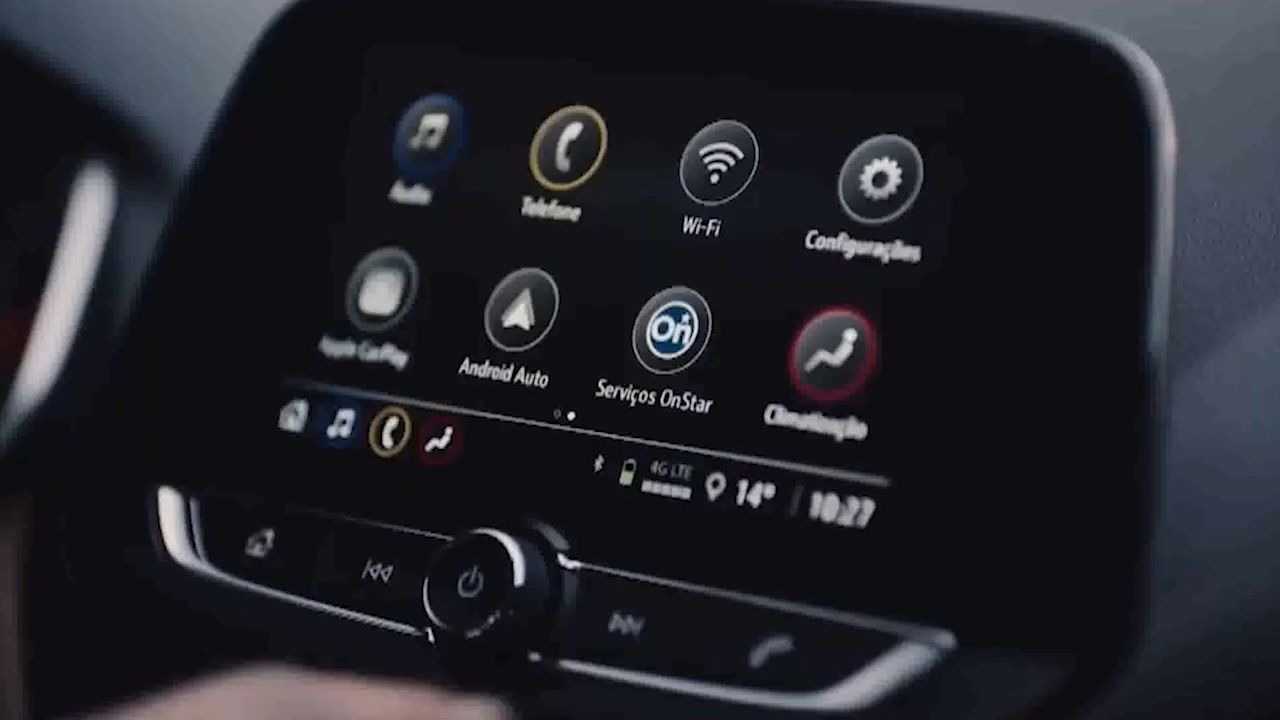 Audio
Telefone
Wi-Fi
Configurações
Apple CarPlay
Android Auto
On
Serviços OnStar
Climatização
4G LTE
14°
10:27